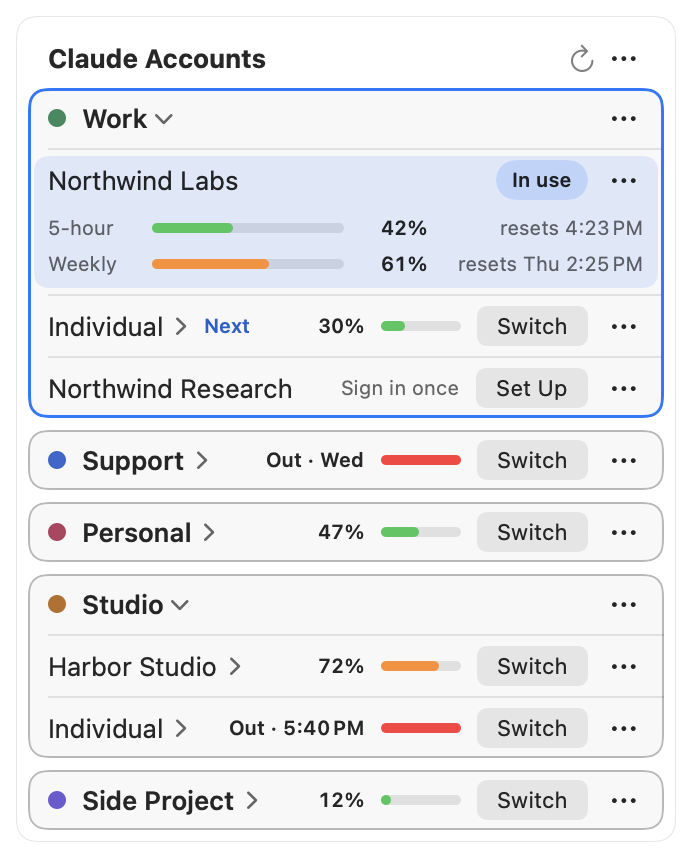 Claude Accounts
Work
Northwind Labs In use
5-hour 42% resets 4:23 PM
Weekly 61% resets Thu 2:25 PM
Individual Next 30% Switch
Northwind Research Sign in once Set Up
Support Out · Wed Switch
Personal 47% Switch
Studio
Harbor Studio 72% Switch
Individual Out · 5:40 PM Switch
Side Project 12% Switch